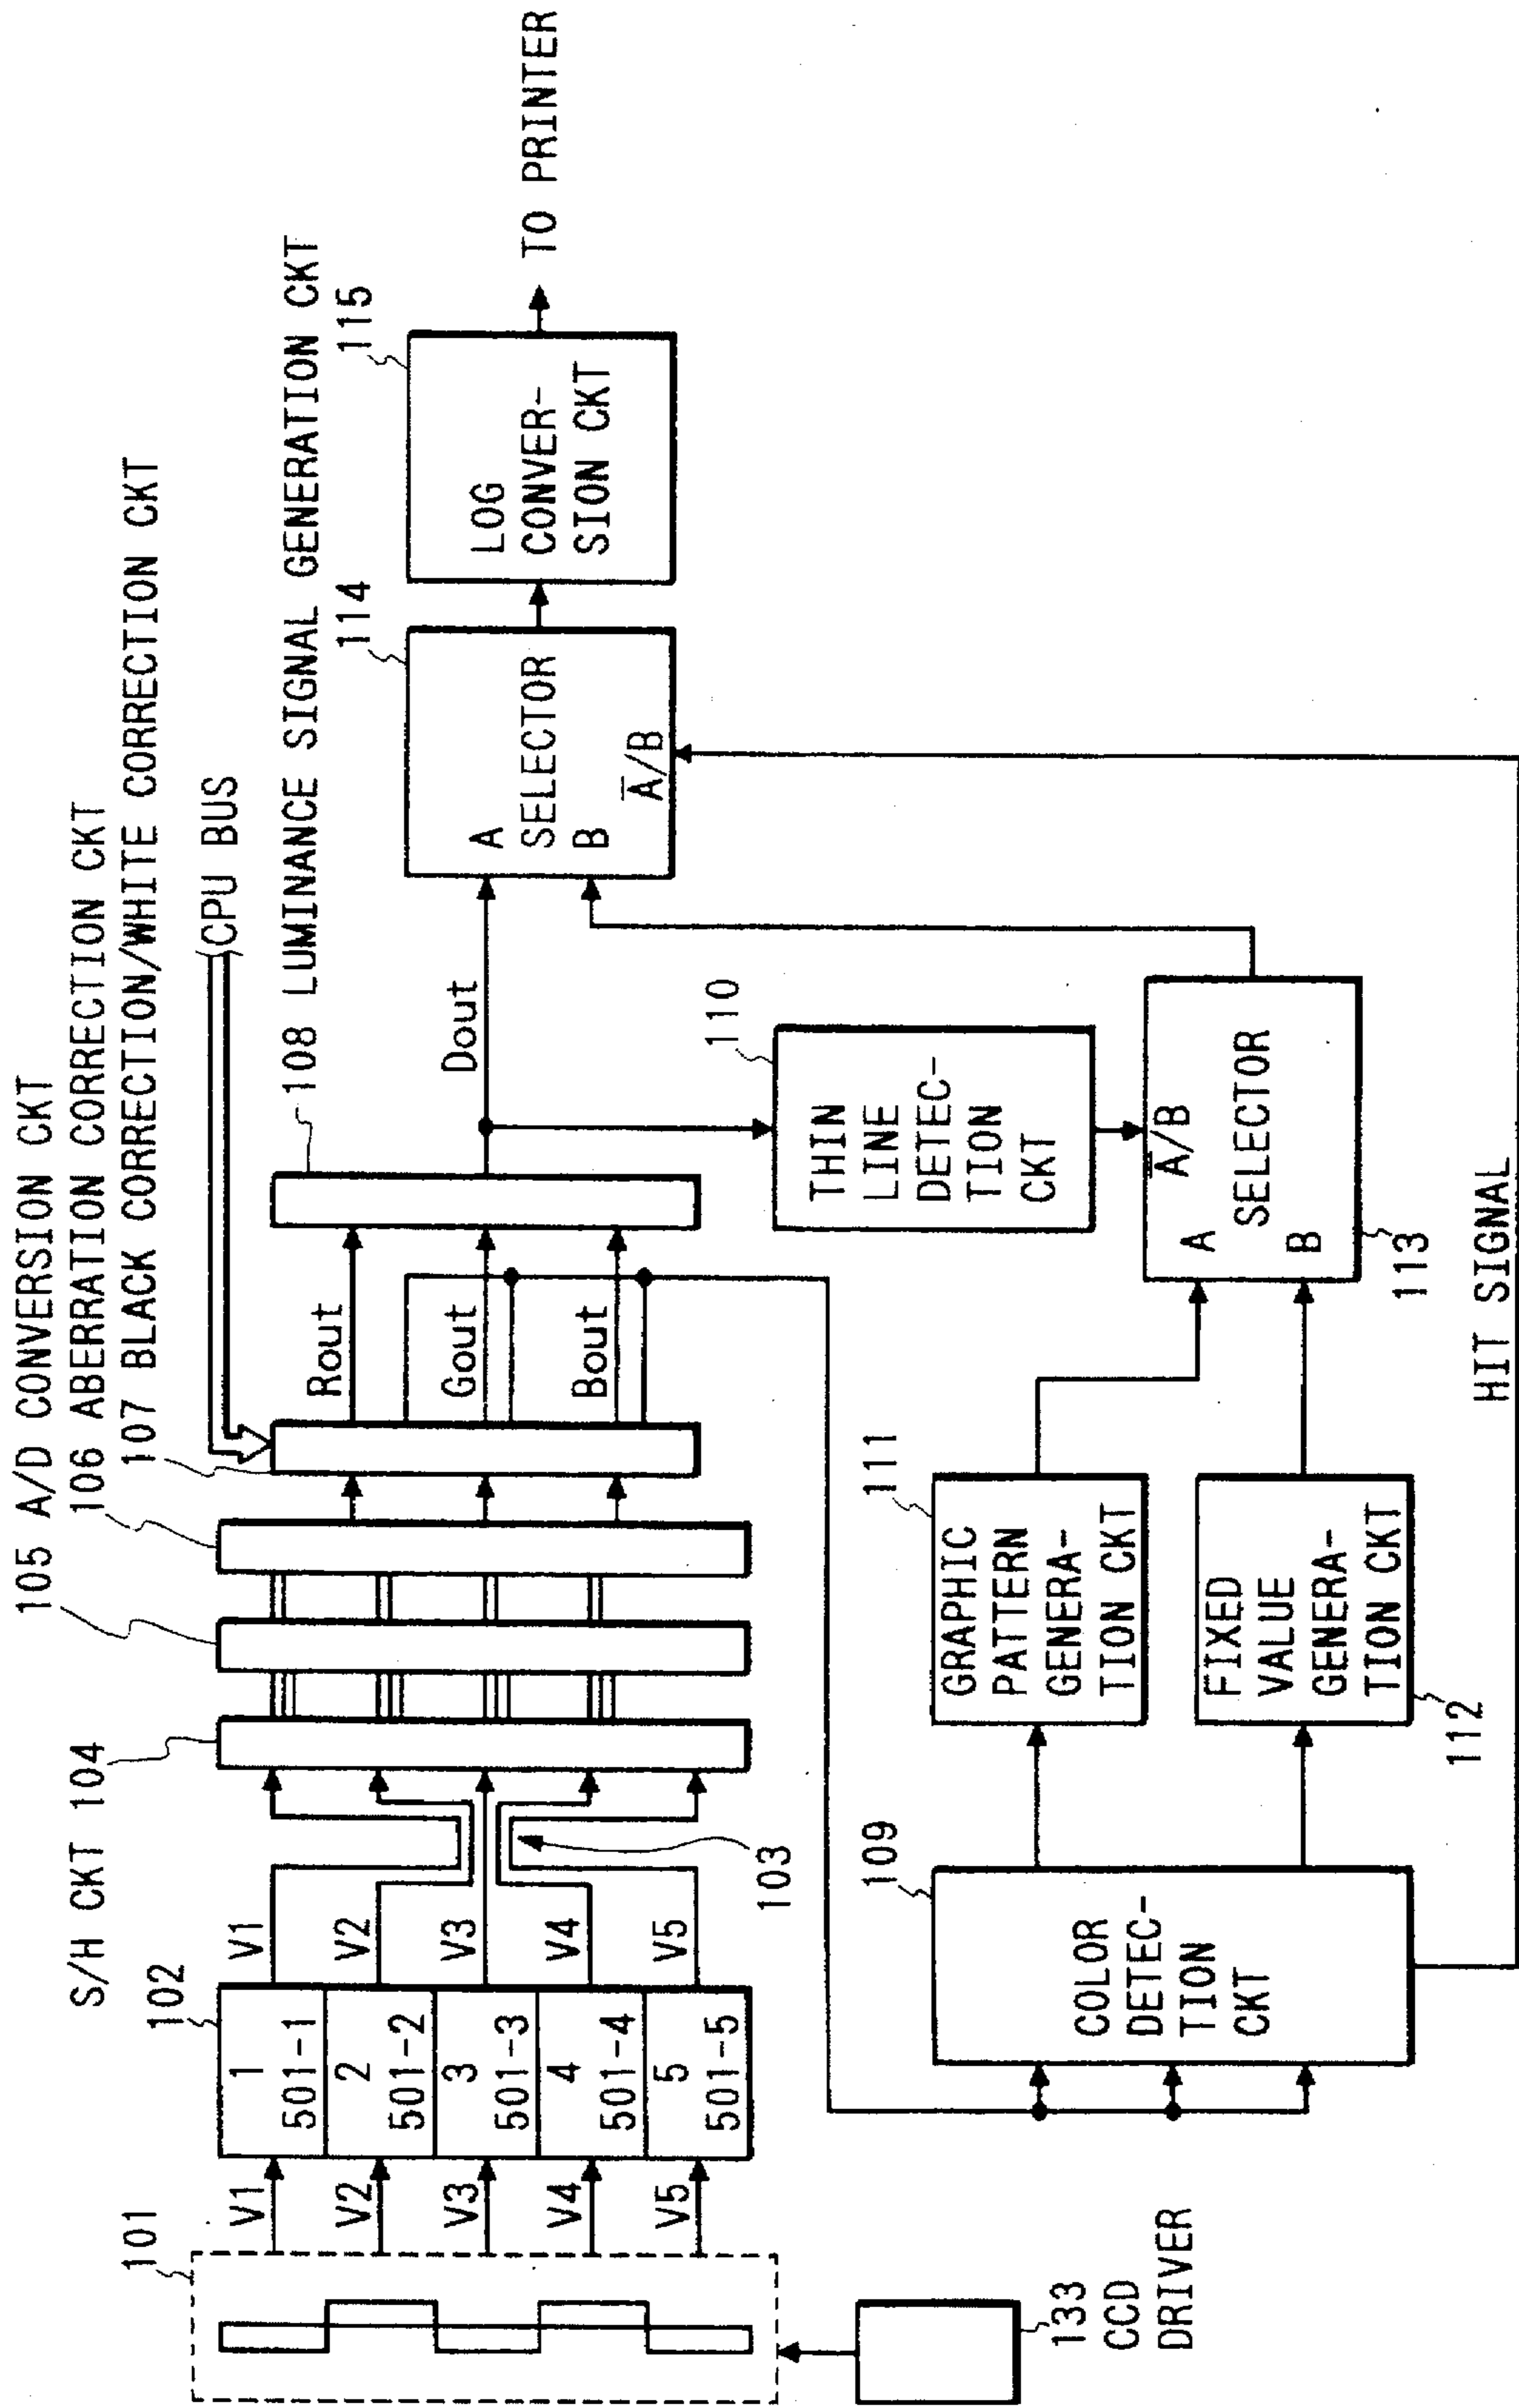 105 A/D CONVERSION CKT
106 ABERRATION CORRECTION CKT
107 BLACK CORRECTION/WHITE CORRECTION CKT
CPU BUS
108 LUMINANCE SIGNAL GENERATION CKT
S/H CKT 104
101
102
V1
V2
V3
V4
V5
1
501-1
2
501-2
3
501-3
4
501-4
5
501-5
V1
V2
V3
V4
V5
103
Rout
Gout
Bout
Dout
114
A
SELECTOR
B
A̅/B
115
LOG
CONVER-
SION CKT
TO PRINTER
133
CCD
DRIVER
109
COLOR
DETEC-
TION
CKT
111
GRAPHIC
PATTERN
GENERA-
TION CKT
FIXED
VALUE
GENERA-
TION CKT
112
110
THIN
LINE
DETEC-
TION
CKT
A̅/B
A
SELECTOR
B
113
HIT SIGNAL